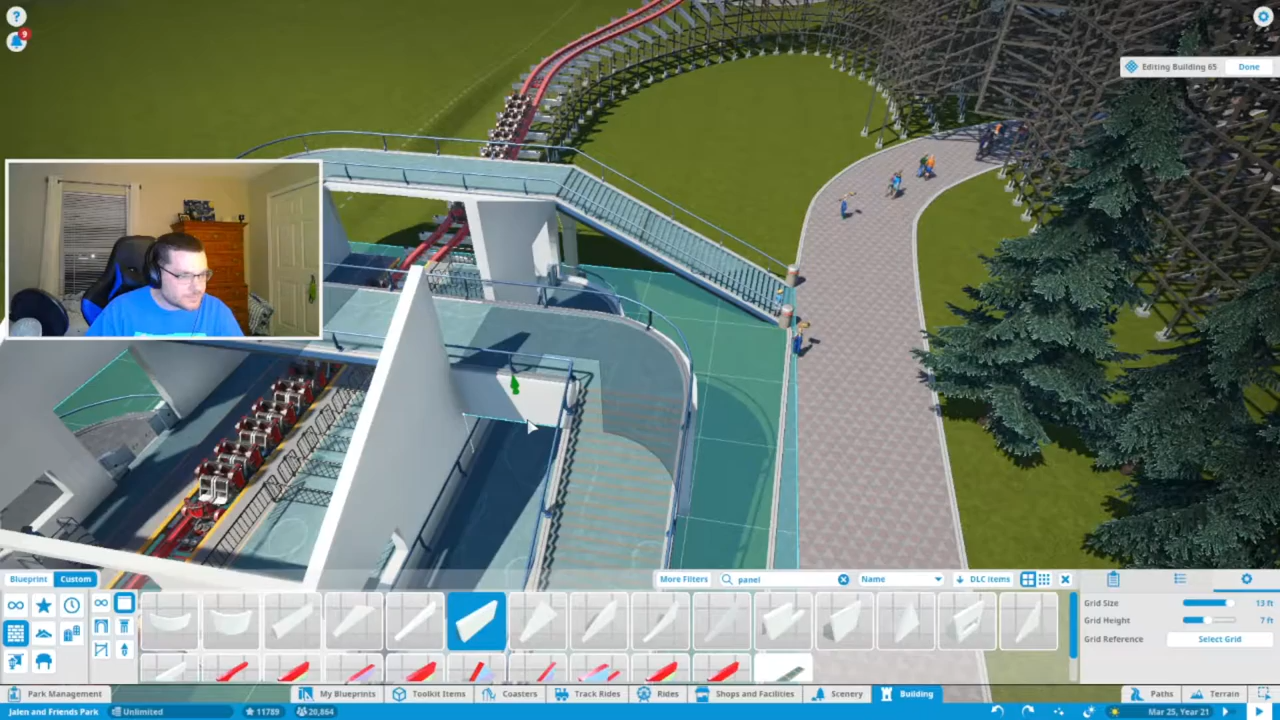 ?
9
Editing Building 65 Done
Blueprint Custom
More Filters panel Name DLC items
Grid Size 13 ft
Grid Height 7 ft
Grid Reference Select Grid
Park Management My Blueprints Toolkit Items Coasters Track Rides Rides Shops and Facilities Scenery Building Paths Terrain
Jalen and Friends Park Unlimited 11789 20,864 Mar 25, Year 21